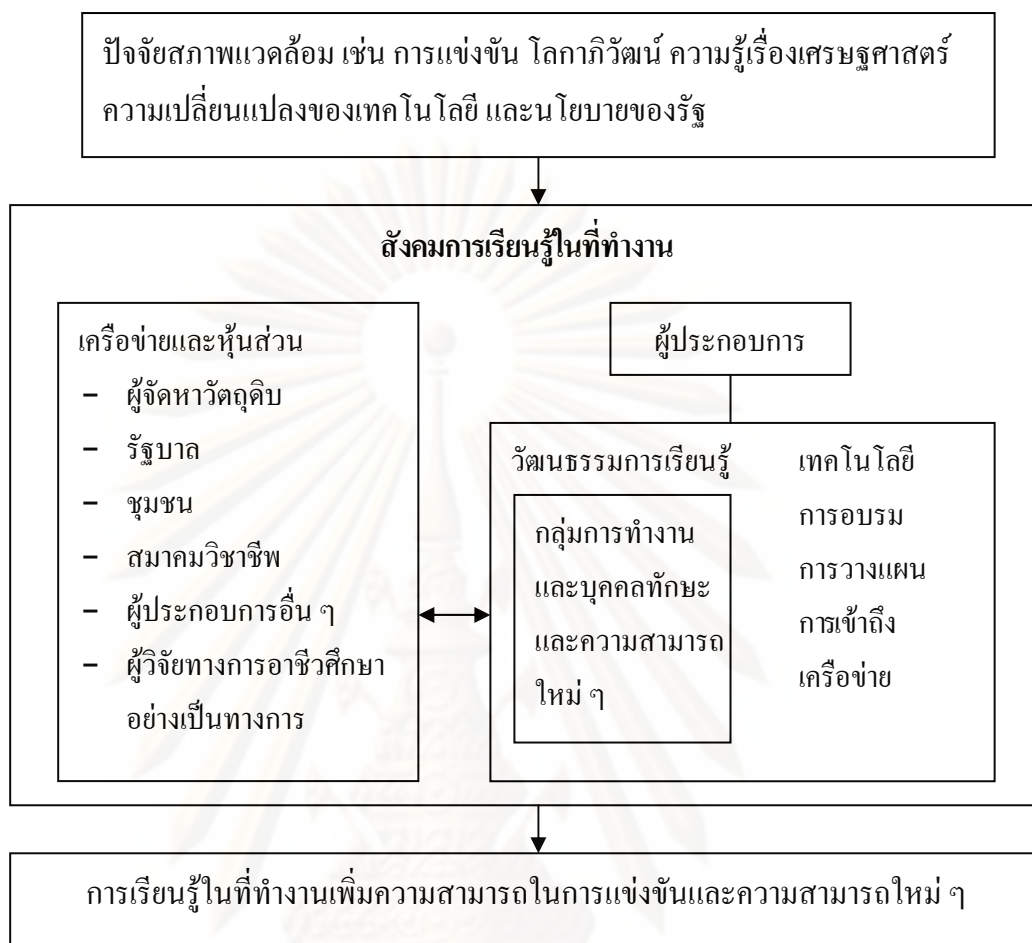 ปัจจัยสภาพแวดล้อม เช่น การแข่งขัน โลกาภิวัฒน์ ความรู้เรื่องเศรษฐศาสตร์
ความเปลี่ยนแปลงของเทคโนโลยี และนโยบายของรัฐ
สังคมการเรียนรู้ในที่ทำงาน
เครือข่ายและหุ้นส่วน
– ผู้จัดหาวัตถุดิบ
– รัฐบาล
– ชุมชน
– สมาคมวิชาชีพ
– ผู้ประกอบการอื่น ๆ
– ผู้วิจัยทางการอาชีวศึกษา
อย่างเป็นทางการ
ผู้ประกอบการ
วัฒนธรรมการเรียนรู้
กลุ่มการทำงาน
และบุคคลทักษะ
และความสามารถ
ใหม่ ๆ
เทคโนโลยี
การอบรม
การวางแผน
การเข้าถึง
เครือข่าย
การเรียนรู้ในที่ทำงานเพิ่มความสามารถในการแข่งขันและความสามารถใหม่ ๆ